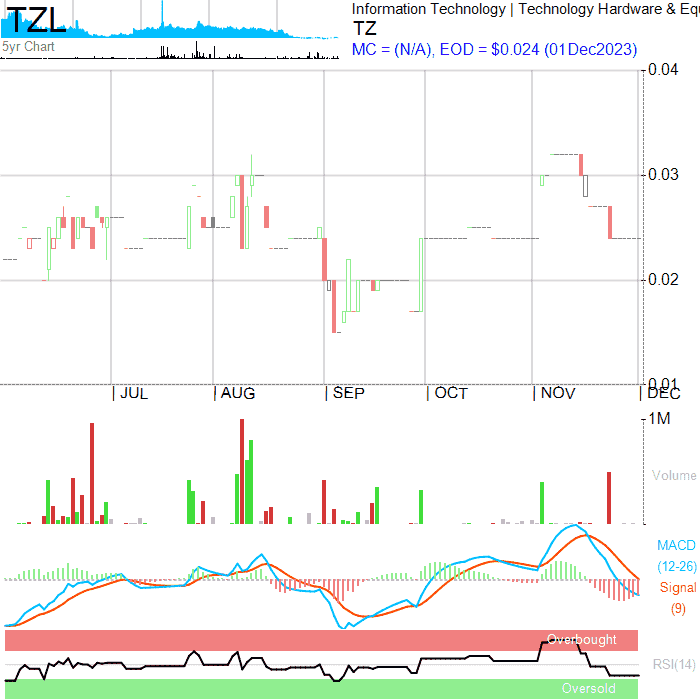 TZL
5yr Chart
Information Technology | Technology Hardware & Equ
TZ
MC = (N/A), EOD = $0.024 (01Dec2023)
0.04
0.03
0.02
0.01
| JUL | AUG | SEP | OCT | NOV | DEC
1M
Volume
MACD
(12-26)
Signal
(9)
Overbought
RSI(14)
Oversold